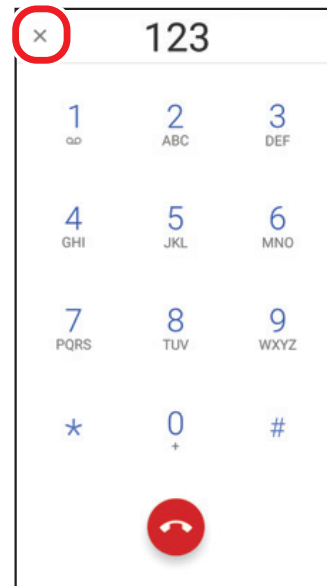 × 123
1 2 3
ABC DEF
4 5 6
GHI JKL MNO
7 8 9
PQRS TUV WXYZ
* 0 #
+